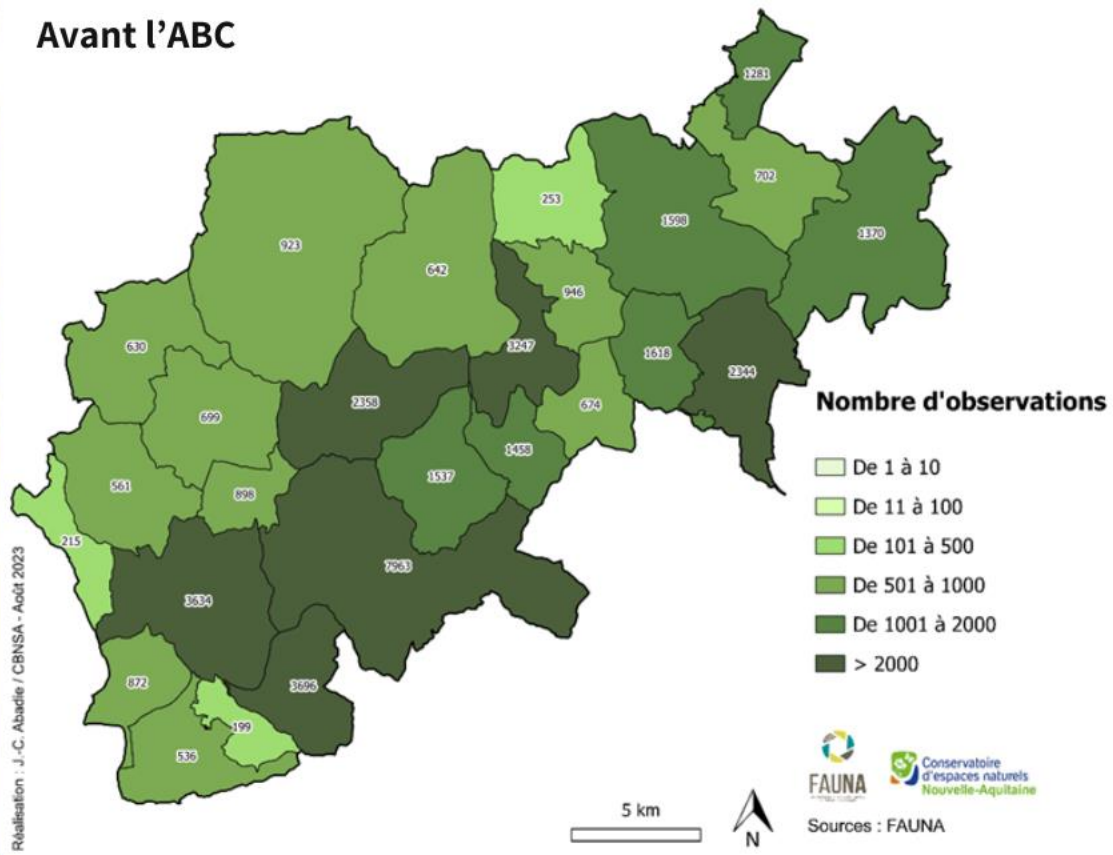 Avant l’ABC
1281
702
253
1598
1370
923
642
946
630
3247
1618
2344
2358
674
699
1458
1537
561
898
215
7963
3634
872
3696
199
536
Nombre d'observations
De 1 à 10
De 11 à 100
De 101 à 500
De 501 à 1000
De 1001 à 2000
> 2000
Réalisation : J.-C. Abadie / CBNSA - Août 2023
5 km
N
FAUNA
Conservatoire
d'espaces naturels
Nouvelle-Aquitaine
Sources : FAUNA